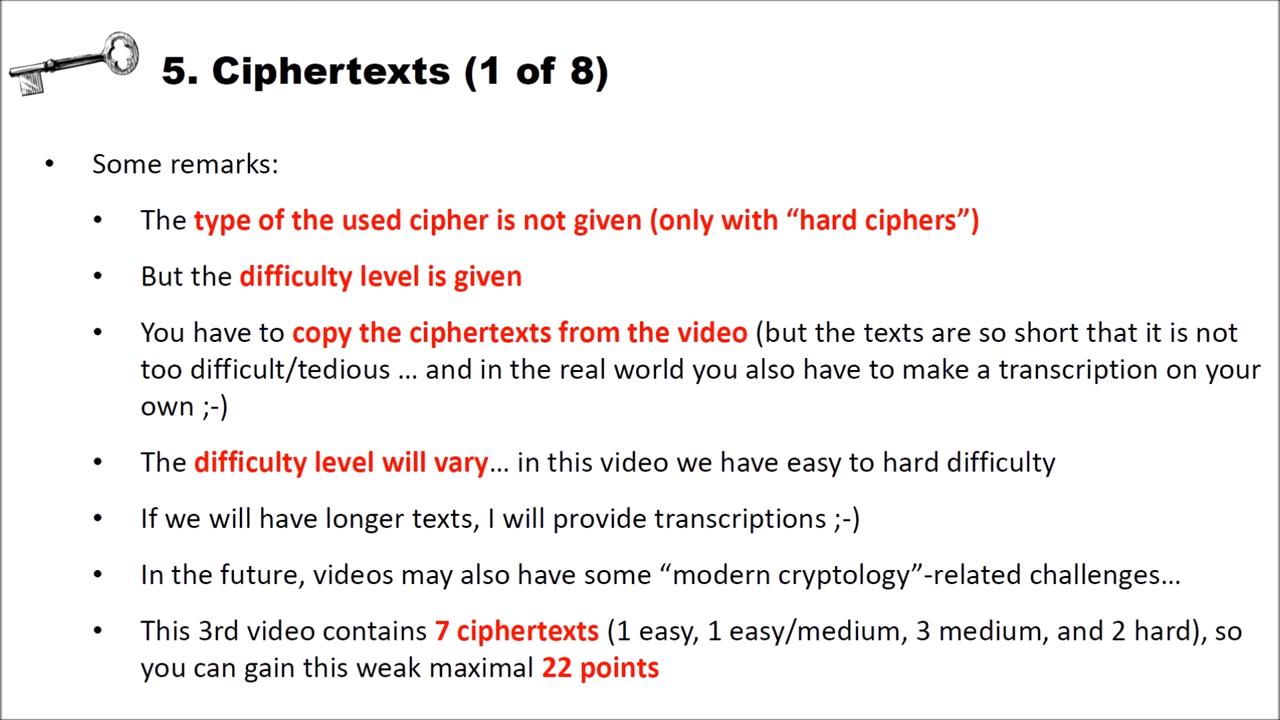 5. Ciphertexts (1 of 8)
• Some remarks:
• The type of the used cipher is not given (only with “hard ciphers”)
• But the difficulty level is given
• You have to copy the ciphertexts from the video (but the texts are so short that it is not
too difficult/tedious … and in the real world you also have to make a transcription on your
own ;-)
• The difficulty level will vary… in this video we have easy to hard difficulty
• If we will have longer texts, I will provide transcriptions ;-)
• In the future, videos may also have some “modern cryptology”-related challenges…
• This 3rd video contains 7 ciphertexts (1 easy, 1 easy/medium, 3 medium, and 2 hard), so
you can gain this weak maximal 22 points